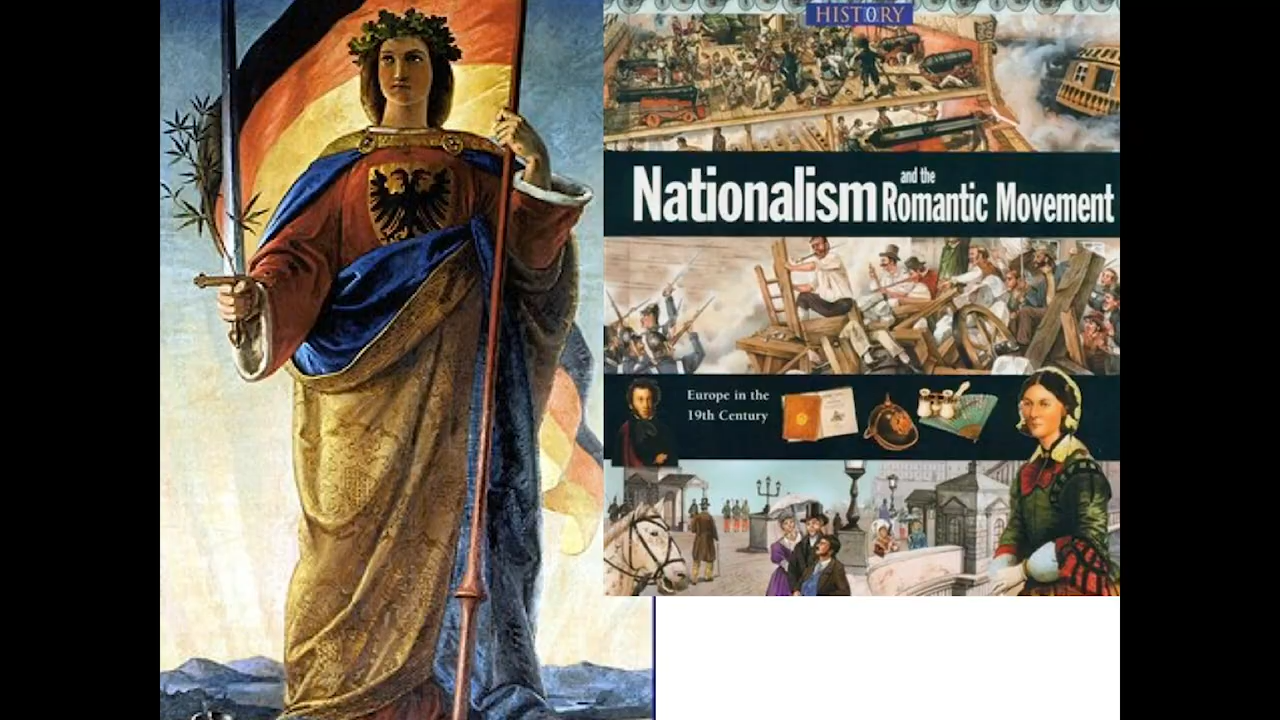 HISTORY
Nationalism and the Romantic Movement
Europe in the
19th Century